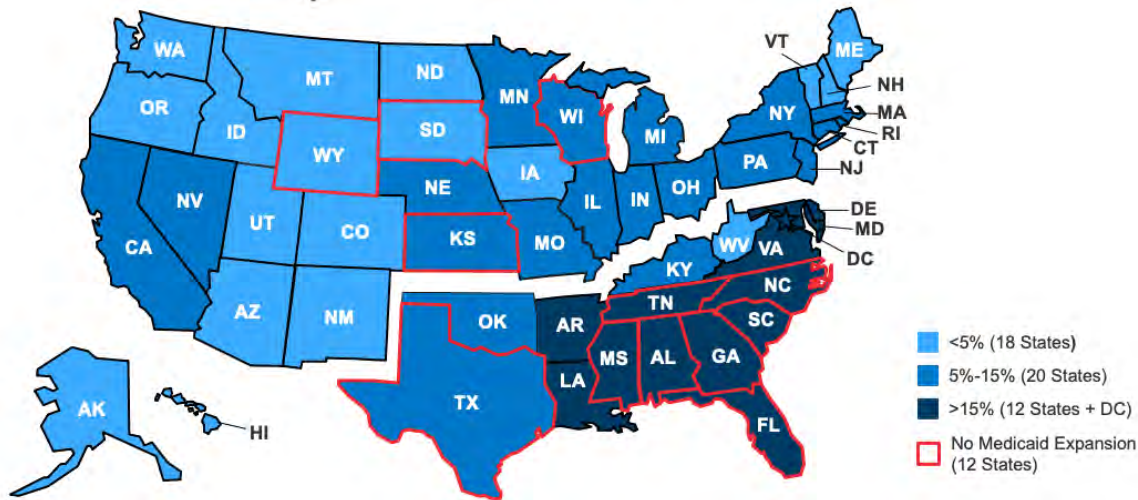 WA
MT
ND
MN
VT
ME
NH
OR
ID
WY
SD
WI
MI
NY
MA
RI
CT
NV
UT
CO
NE
IA
IL
IN
OH
PA
NJ
CA
KS
MO
KY
WV
VA
DE
MD
DC
AZ
NM
OK
AR
TN
NC
SC
MS
AL
GA
LA
TX
FL
AK
HI
<5% (18 States)
5%-15% (20 States)
>15% (12 States + DC)
No Medicaid Expansion
(12 States)